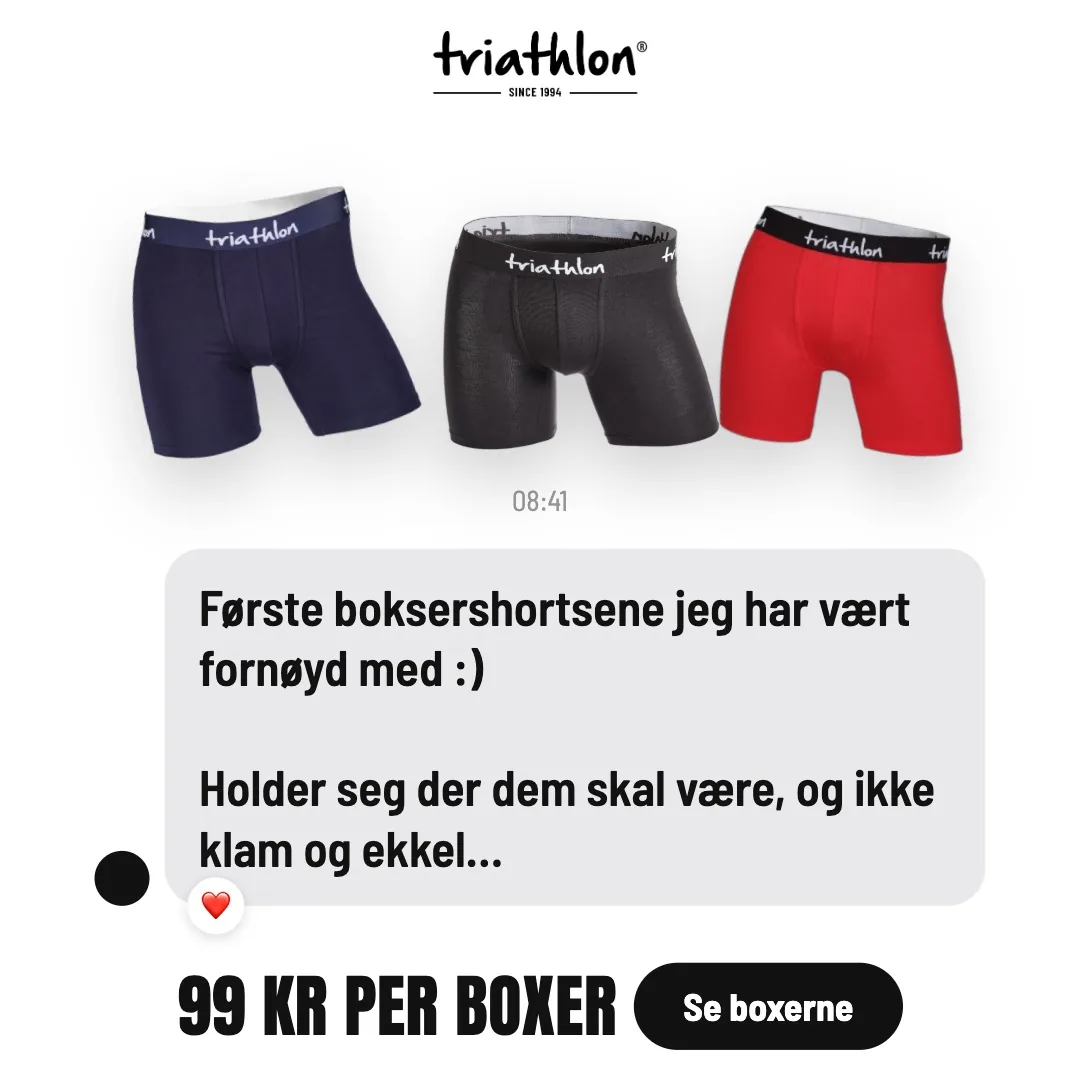 triathlon®
SINCE 1994
triathlon
triathlon
triathlon
08:41
Første boksershortsene jeg har vært
fornøyd med :)
Holder seg der dem skal være, og ikke
klam og ekkel...
99 KR PER BOXER
Se boxerne